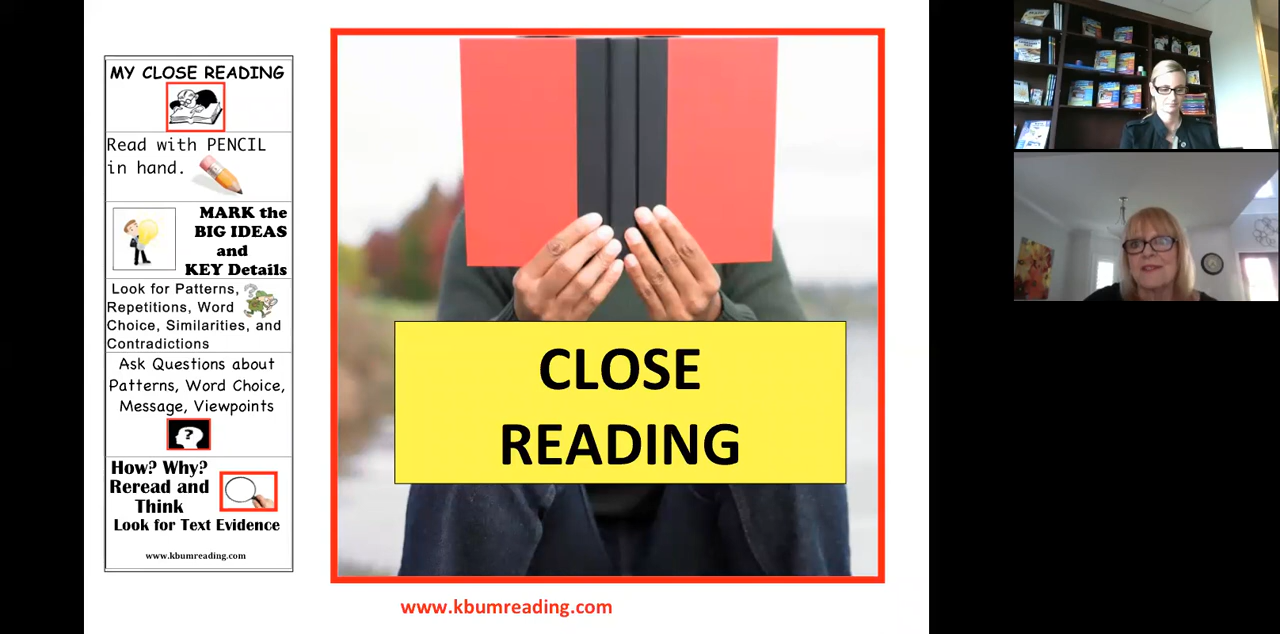 MY CLOSE READING
Read with PENCIL
in hand.
MARK the
BIG IDEAS
and
KEY Details
Look for Patterns,
Repetitions, Word
Choice, Similarities, and
Contradictions
Ask Questions about
Patterns, Word Choice,
Message, Viewpoints
?
How? Why?
Reread and
Think
Look for Text Evidence
www.kbumreading.com
CLOSE
READING
www.kbumreading.com